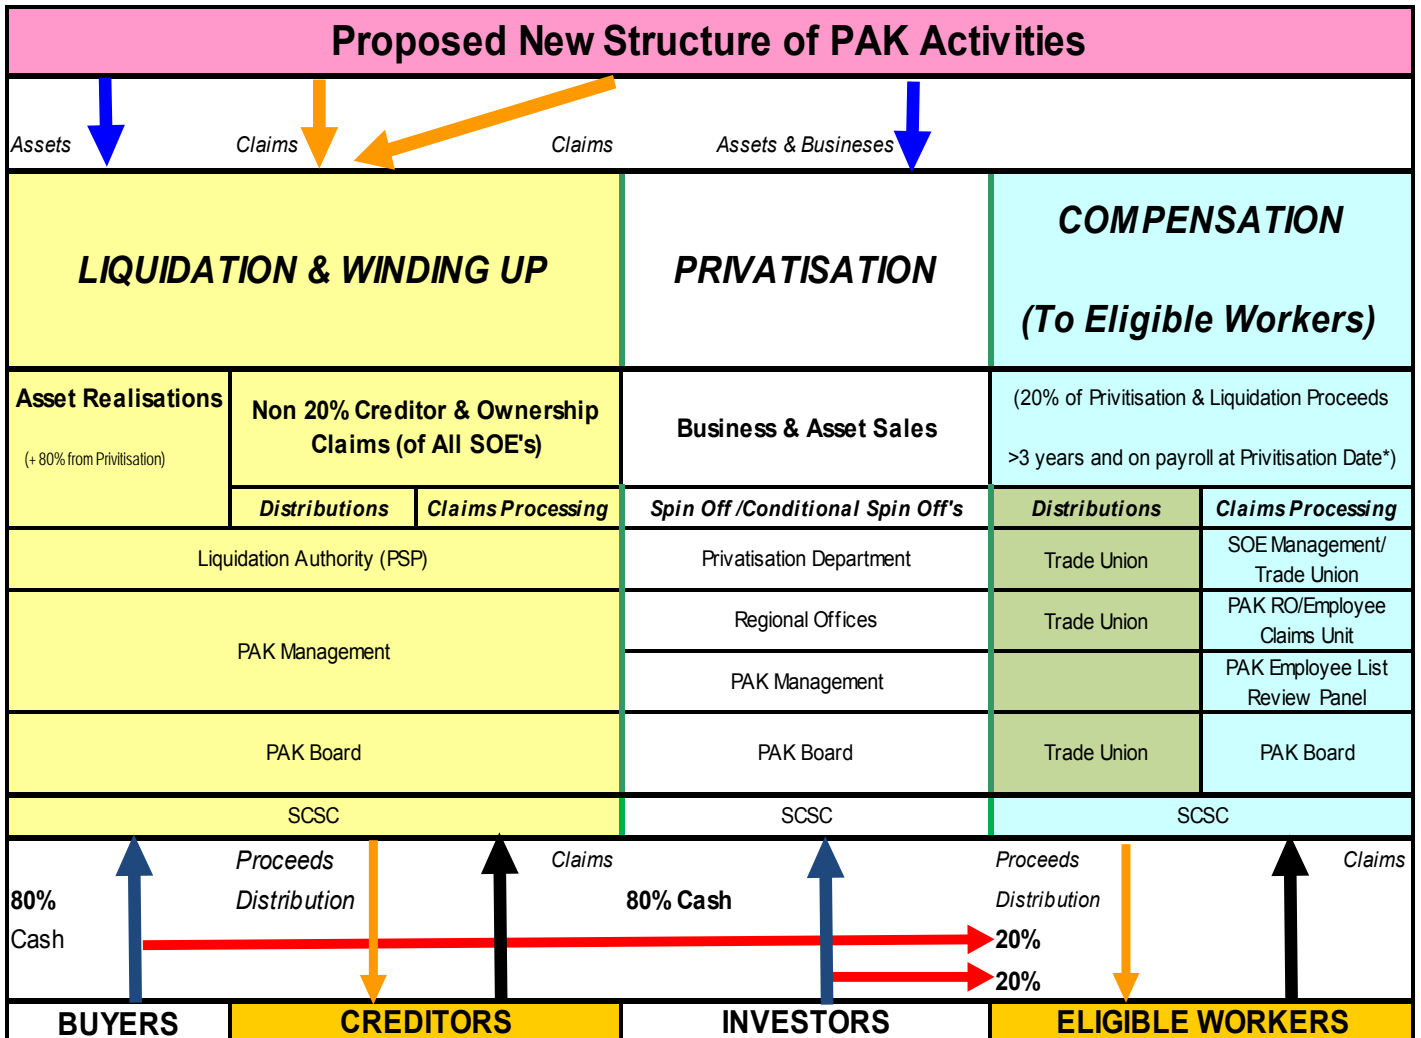 Proposed New Structure of PAK Activities
Assets
Claims
Claims
Assets & Busineses
LIQUIDATION & WINDING UP
PRIVATISATION
COMPENSATION
(To Eligible Workers)
Asset Realisations
(+ 80% from Privitisation)
Non 20% Creditor & Ownership
Claims (of All SOE's)
Business & Asset Sales
(20% of Privitisation & Liquidation Proceeds
>3 years and on payroll at Privitisation Date*)
Distributions
Claims Processing
Spin Off /Conditional Spin Off's
Distributions
Claims Processing
Liquidation Authority (PSP)
Privatisation Department
Trade Union
SOE Management/
Trade Union
PAK Management
Regional Offices
Trade Union
PAK RO/Employee
Claims Unit
PAK Management
PAK Employee List
Review Panel
PAK Board
PAK Board
Trade Union
PAK Board
SCSC
SCSC
SCSC
Proceeds
Distribution
Claims
Proceeds
Distribution
Claims
80%
Cash
80% Cash
20%
20%
BUYERS
CREDITORS
INVESTORS
ELIGIBLE WORKERS